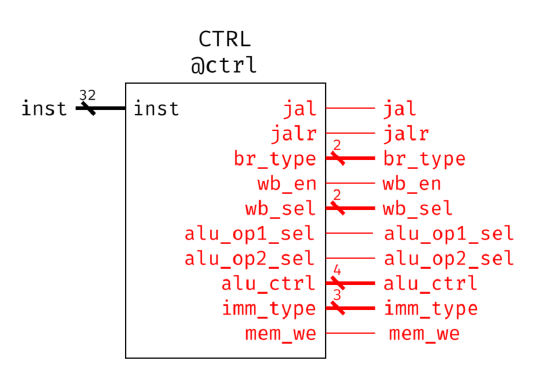 CTRL
@ctrl
inst 32 inst
jal jal
jalr jalr
br_type 2 br_type
wb_en wb_en
wb_sel 2 wb_sel
alu_op1_sel alu_op1_sel
alu_op2_sel alu_op2_sel
alu_ctrl 4 alu_ctrl
imm_type 3 imm_type
mem_we mem_we